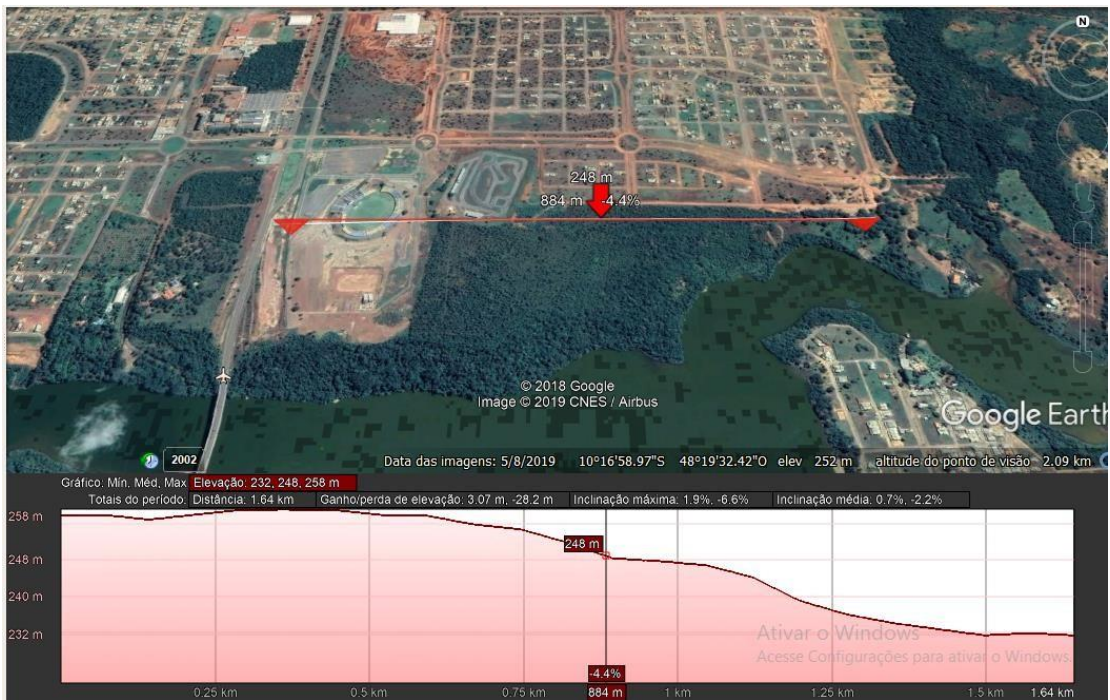 N
248 m
884 m -4.4%
© 2018 Google
Image © 2019 CNES / Airbus
Google Earth
2002
Data das imagens: 5/8/2019 10°16'58.97"S 48°19'32.42"O elev 252 m altitude do ponto de visão 2.09 km
Gráfico: Mín. Méd, Max Elevação: 232, 248, 258 m
Totais do período: Distância: 1.64 km Ganho/perda de elevação: 3.07 m, -28.2 m Inclinação máxima: 1.9%, -6.6% Inclinação média: 0.7%, -2.2%
258 m
248 m
248 m
240 m
232 m
Ativar o Windows
Acesse Configurações para ativar o Windows.
-4.4%
0.25 km 0.5 km 0.75 km 884 m 1 km 1.25 km 1.5 km 1.64 km